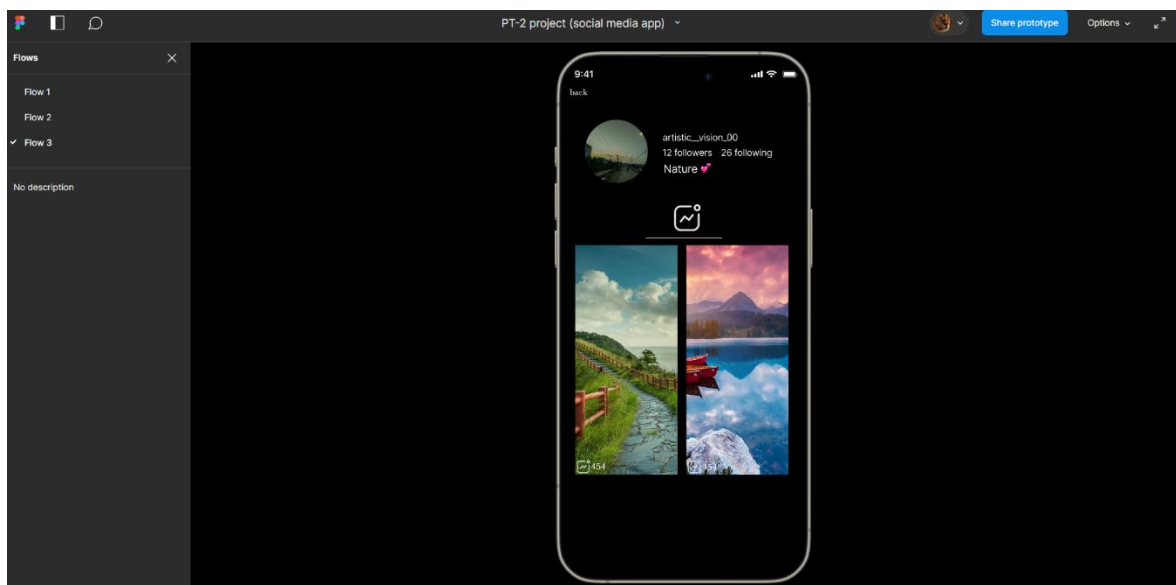 PT-2 project (social media app)
Share prototype
Options
Flows
Flow 1
Flow 2
Flow 3
No description
9:41
back
artistic__vision_00
12 followers 26 following
Nature 💕
454